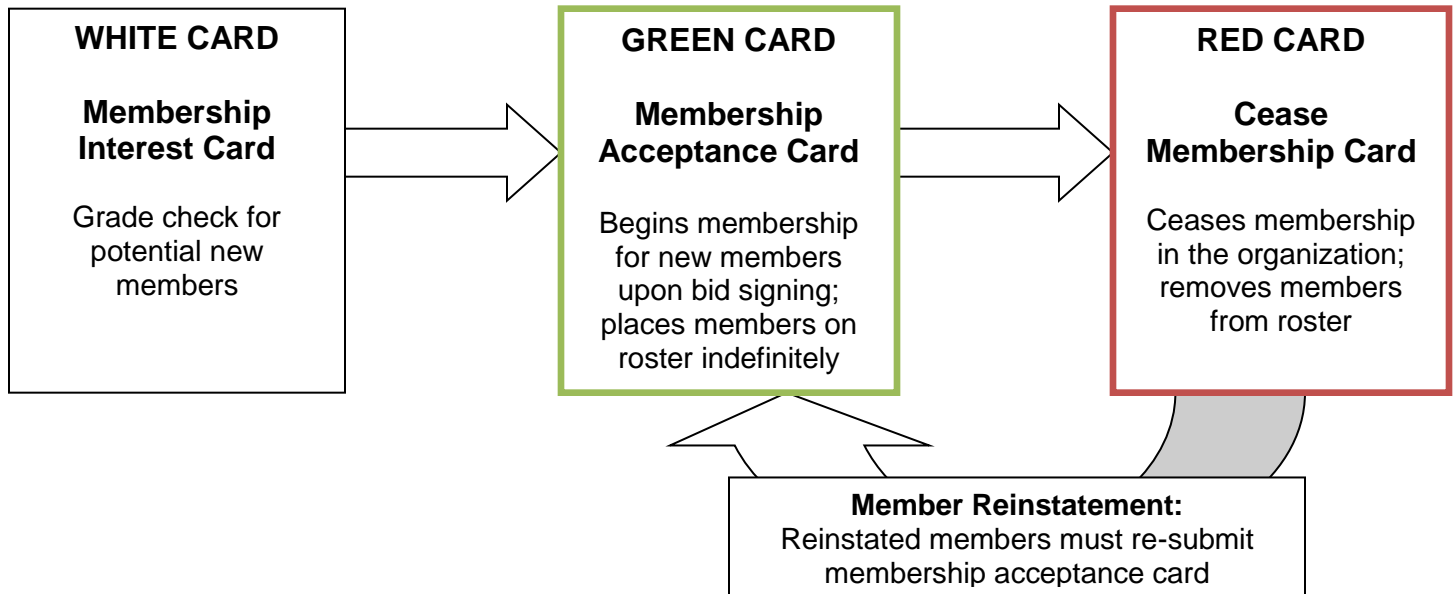 WHITE CARD
Membership
Interest Card
Grade check for
potential new
members
GREEN CARD
Membership
Acceptance Card
Begins membership
for new members
upon bid signing;
places members on
roster indefinitely
RED CARD
Cease
Membership Card
Ceases membership
in the organization;
removes members
from roster
Member Reinstatement:
Reinstated members must re-submit
membership acceptance card